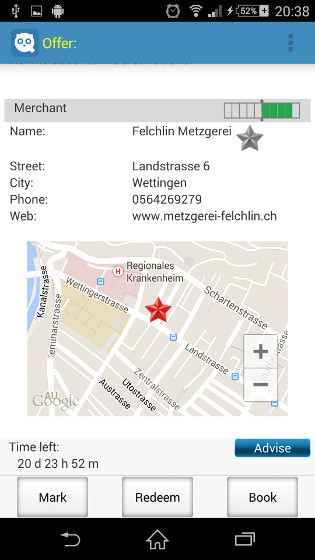 52% 20:38
Offer:
Merchant
Name: Felchlin Metzgerei
Street: Landstrasse 6
City: Wettingen
Phone: 0564269279
Web: www.metzgerei-felchlin.ch
H Regionales
Krankenheim
Kanalstrasse
Wettingerstrasse
Seminarstrasse
Schartenstrasse
Landstrasse
Zentralstrasse
Utostrasse
Austrasse
+
−
AU
Google
Time left:
20 d 23 h 52 m
Advise
Mark Redeem Book